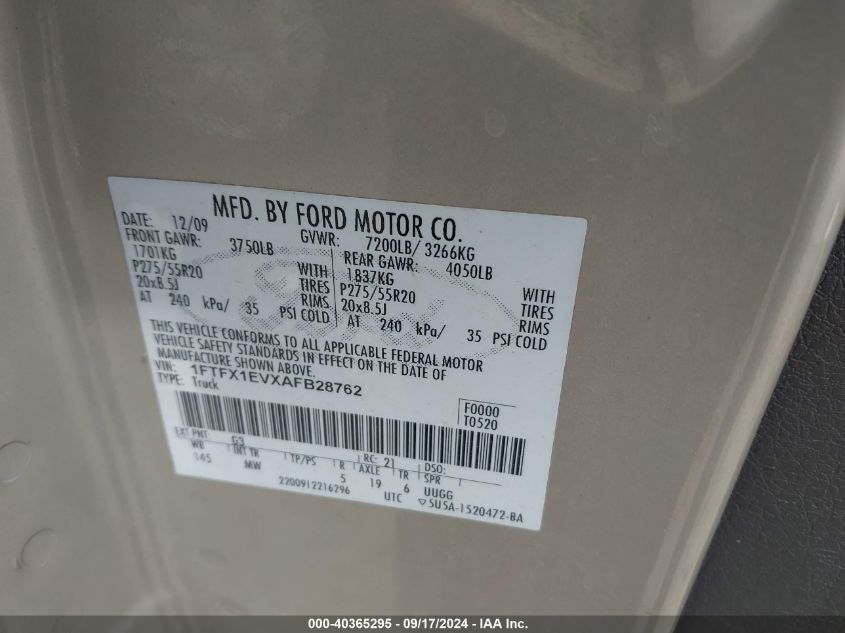 MFD. BY FORD MOTOR CO.
DATE: 12/09 GVWR: 7200LB/ 3266KG
FRONT GAWR: 3750LB REAR GAWR: 4050LB
1701KG WITH 1837KG WITH
P275/55R20 TIRES P275/55R20 TIRES
20x8.5J RIMS 20x8.5J RIMS
AT 240 kPa/ 35 PSI COLD AT 240 kPa/ 35 PSI COLD
THIS VEHICLE CONFORMS TO ALL APPLICABLE FEDERAL MOTOR
VEHICLE SAFETY STANDARDS IN EFFECT ON THE DATE OF
MANUFACTURE SHOWN ABOVE.
VIN: 1FTFX1EVXAFB28762
TYPE: Truck
F0000
T0520
EXT PNT: G3 RC: 21 DSO:
WB INT TR TP/PS R AXLE TR SPR
145 MW 5 19 6 UUGG
2200912216296 UTC ▽5U5A-1520472-BA
Ford
000-40365295 - 09/17/2024 - IAA Inc.